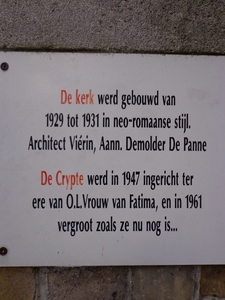 De kerk werd gebouwd van
1929 tot 1931 in neo-romaanse stijl.
Architect Viérin, Aann. Demolder De Panne
De Crypte werd in 1947 ingericht ter
ere van O.L.Vrouw van Fatima, en in 1961
vergroot zoals ze nu nog is...